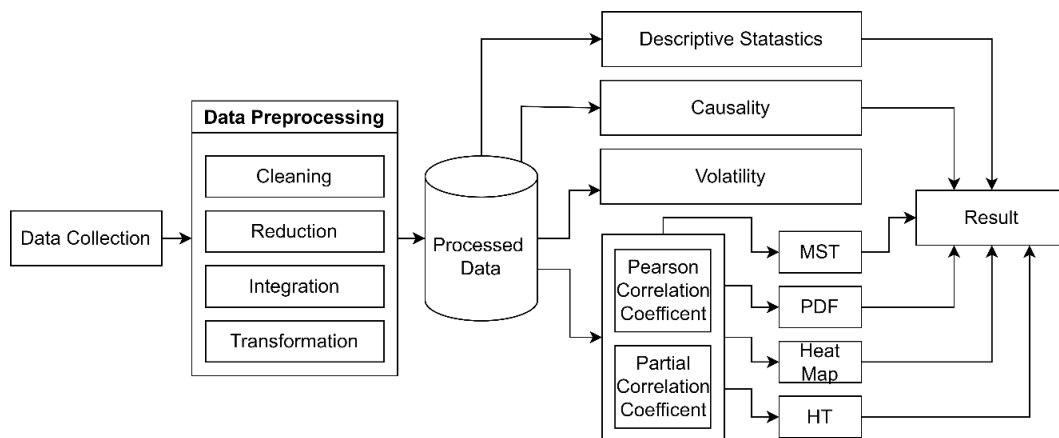 Data Collection
Data Preprocessing
Cleaning
Reduction
Integration
Transformation
Processed
Data
Descriptive Statastics
Causality
Volatility
Pearson
Correlation
Coefficent
Partial
Correlation
Coefficent
MST
PDF
Heat
Map
HT
Result